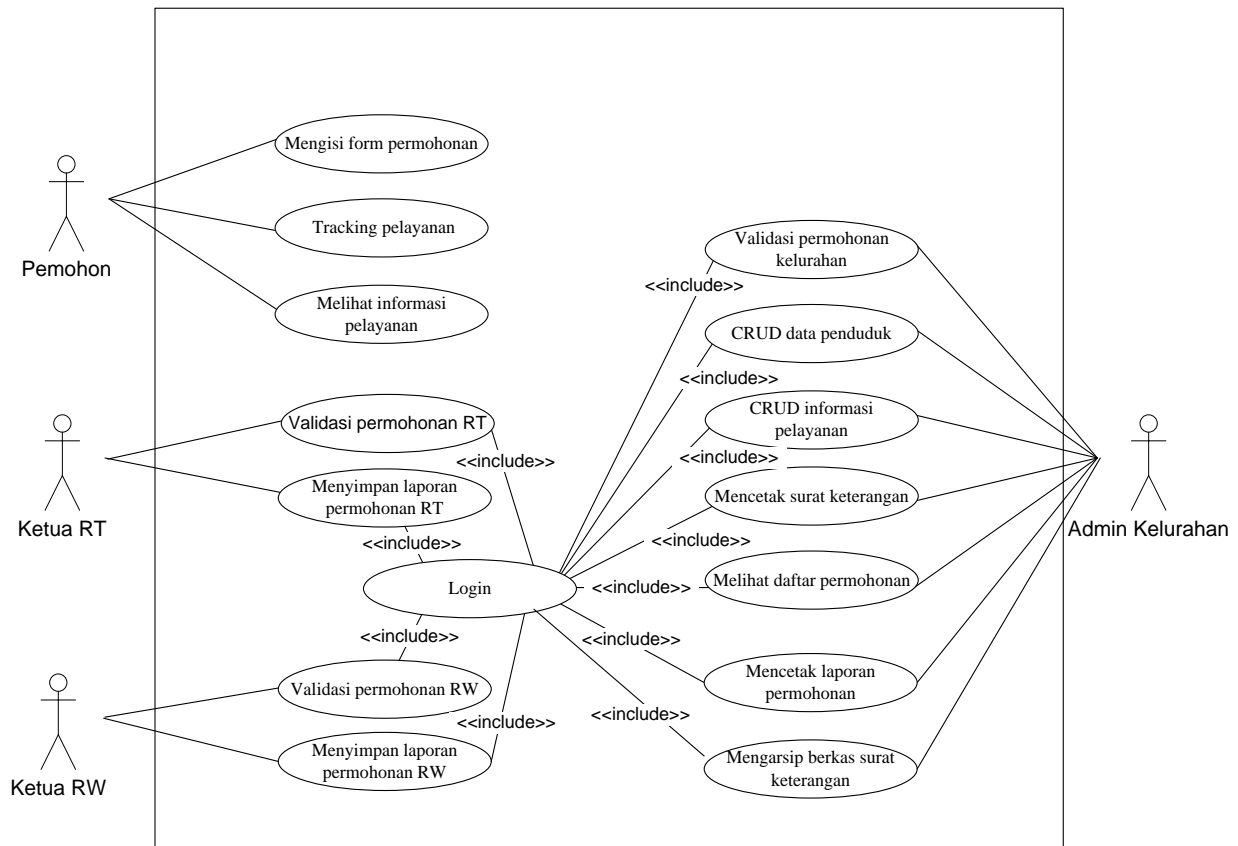 Mengisi form permohonan
Tracking pelayanan
Melihat informasi
pelayanan
Pemohon
Validasi permohonan RT
Menyimpan laporan
permohonan RT
Ketua RT
<<include>>
<<include>>
Login
<<include>>
Validasi permohonan RW
<<include>>
Menyimpan laporan
permohonan RW
Ketua RW
Validasi permohonan
kelurahan
<<include>>
CRUD data penduduk
<<include>>
CRUD informasi
pelayanan
<<include>>
Mencetak surat keterangan
<<include>>
Melihat daftar permohonan
<<include>>
<<include>>
Mencetak laporan
permohonan
<<include>>
Mengarsip berkas surat
keterangan
Admin Kelurahan